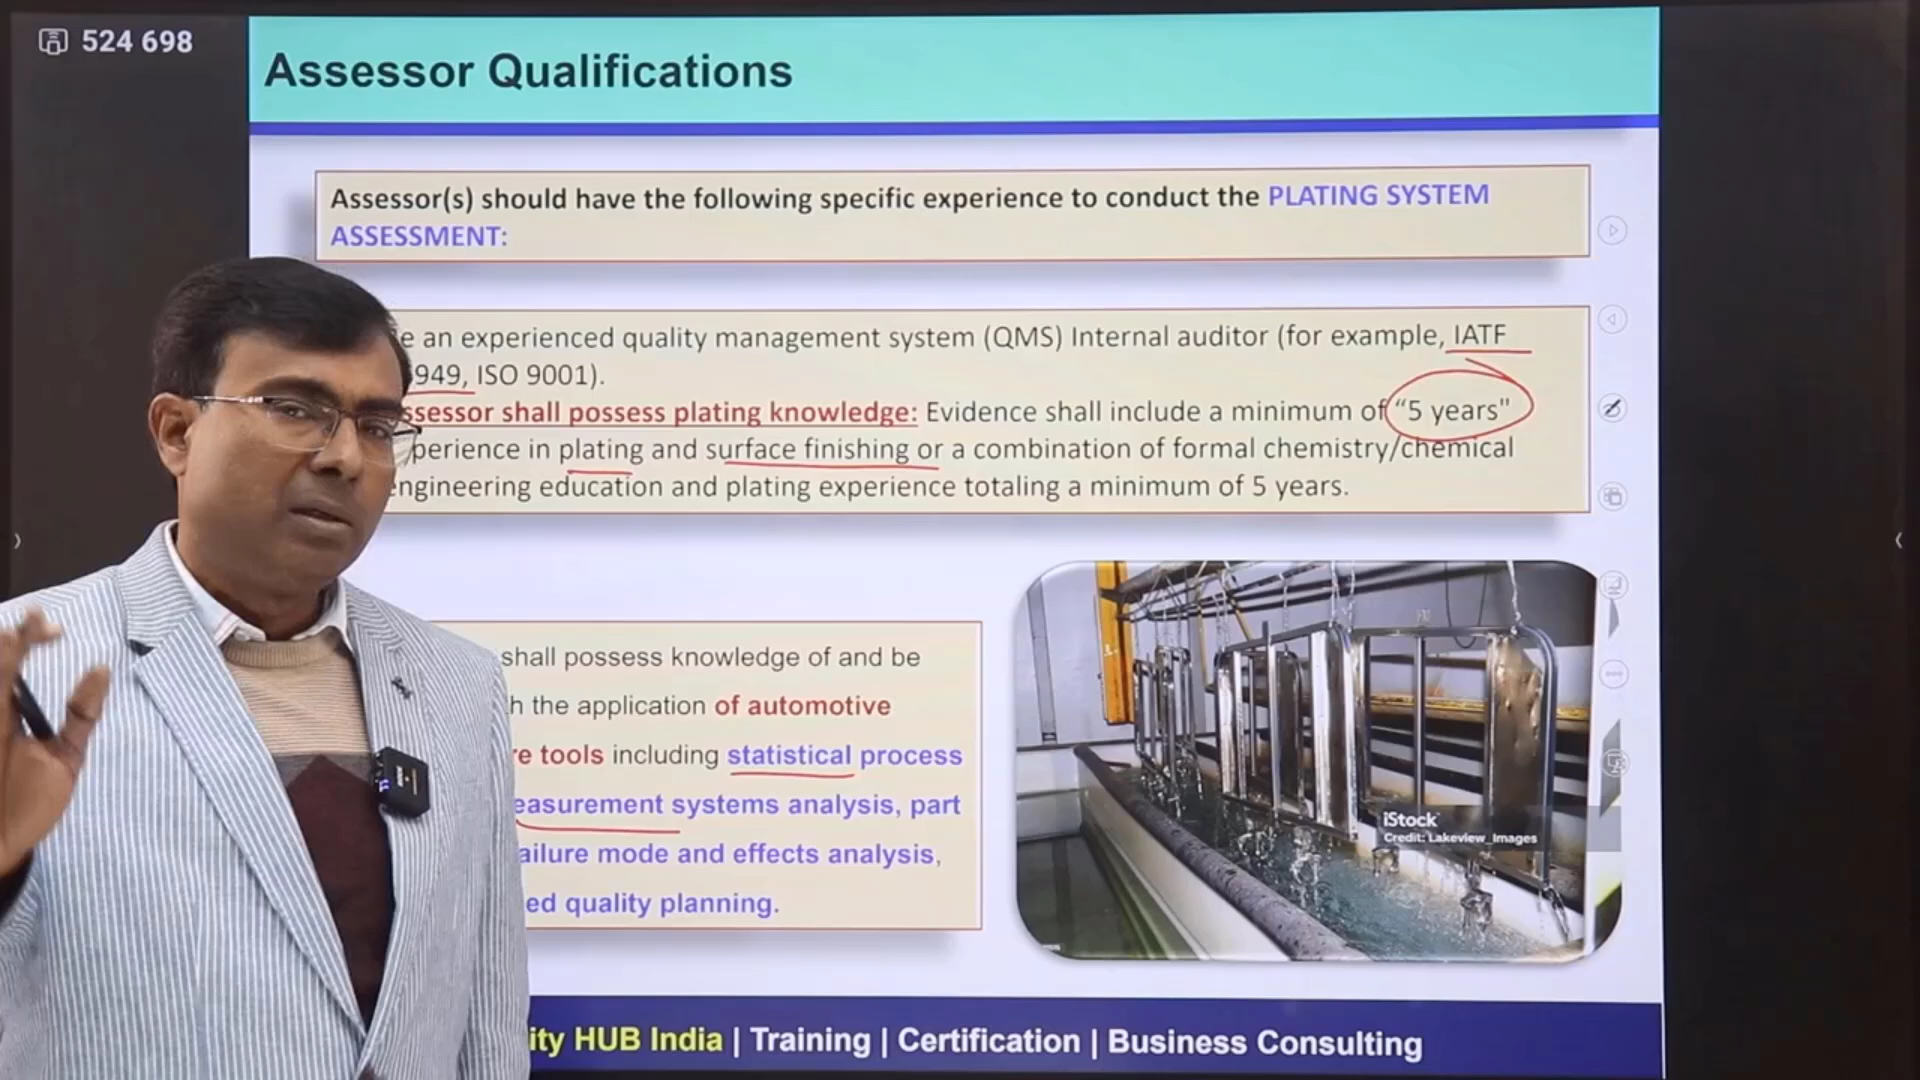 524 698
Assessor Qualifications
Assessor(s) should have the following specific experience to conduct the PLATING SYSTEM
ASSESSMENT:
an experienced quality management system (QMS) Internal auditor (for example, IATF
949, ISO 9001).
ssessor shall possess plating knowledge: Evidence shall include a minimum of “5 years"
perience in plating and surface finishing or a combination of formal chemistry/chemical
engineering education and plating experience totaling a minimum of 5 years.
shall possess knowledge of and be
h the application of automotive
re tools including statistical process
easurement systems analysis, part
ailure mode and effects analysis,
ed quality planning.
iStock
Credit: Lakeview_Images
ity HUB India | Training | Certification | Business Consulting